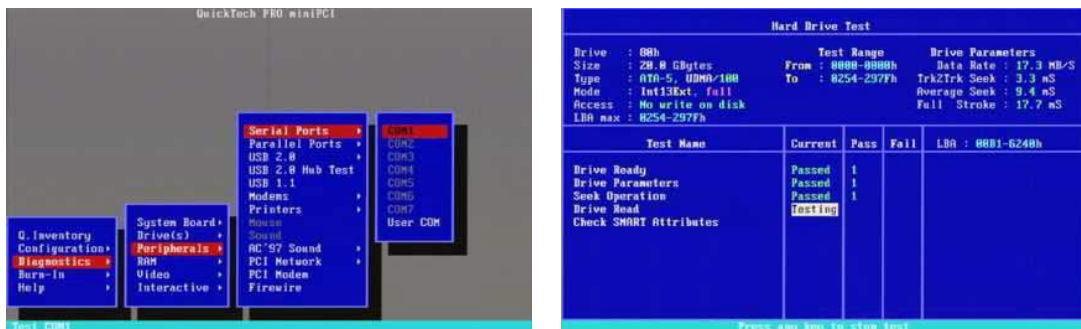 QuickTech PRO miniPCI
Q.Inventory
Configuration
Diagnostics
Burn-In
Help
System Board
Drive(s)
Peripherals
RAM
Video
Interactive
Serial Ports
Parallel Ports
USB 2.0
USB 2.0 Hub Test
USB 1.1
Modems
Printers
Mouse
Sound
AC'97 Sound
PCI Network
PCI Modem
Firewire
COM1
COM2
COM3
COM4
COM5
COM6
COM7
User COM
Test COM1
Hard Drive Test
Drive : 80h
Size : 20.0 GBytes
Type : ATA-5, UDMA/100
Mode : Int13Ext, full
Access : No write on disk
LBA max : 0254-297Fh
Test Range
From : 0000-0000h
To : 0254-297Fh
Drive Parameters
Data Rate : 17.3 MB/S
Trk2Trk Seek : 3.3 mS
Average Seek : 9.4 mS
Full Stroke : 17.7 mS
Test Name Current Pass Fail LBA : 00B1-6240h
Drive Ready Passed 1
Drive Parameters Passed 1
Seek Operation Passed 1
Drive Read Testing
Check SMART Attributes
Press any key to stop test